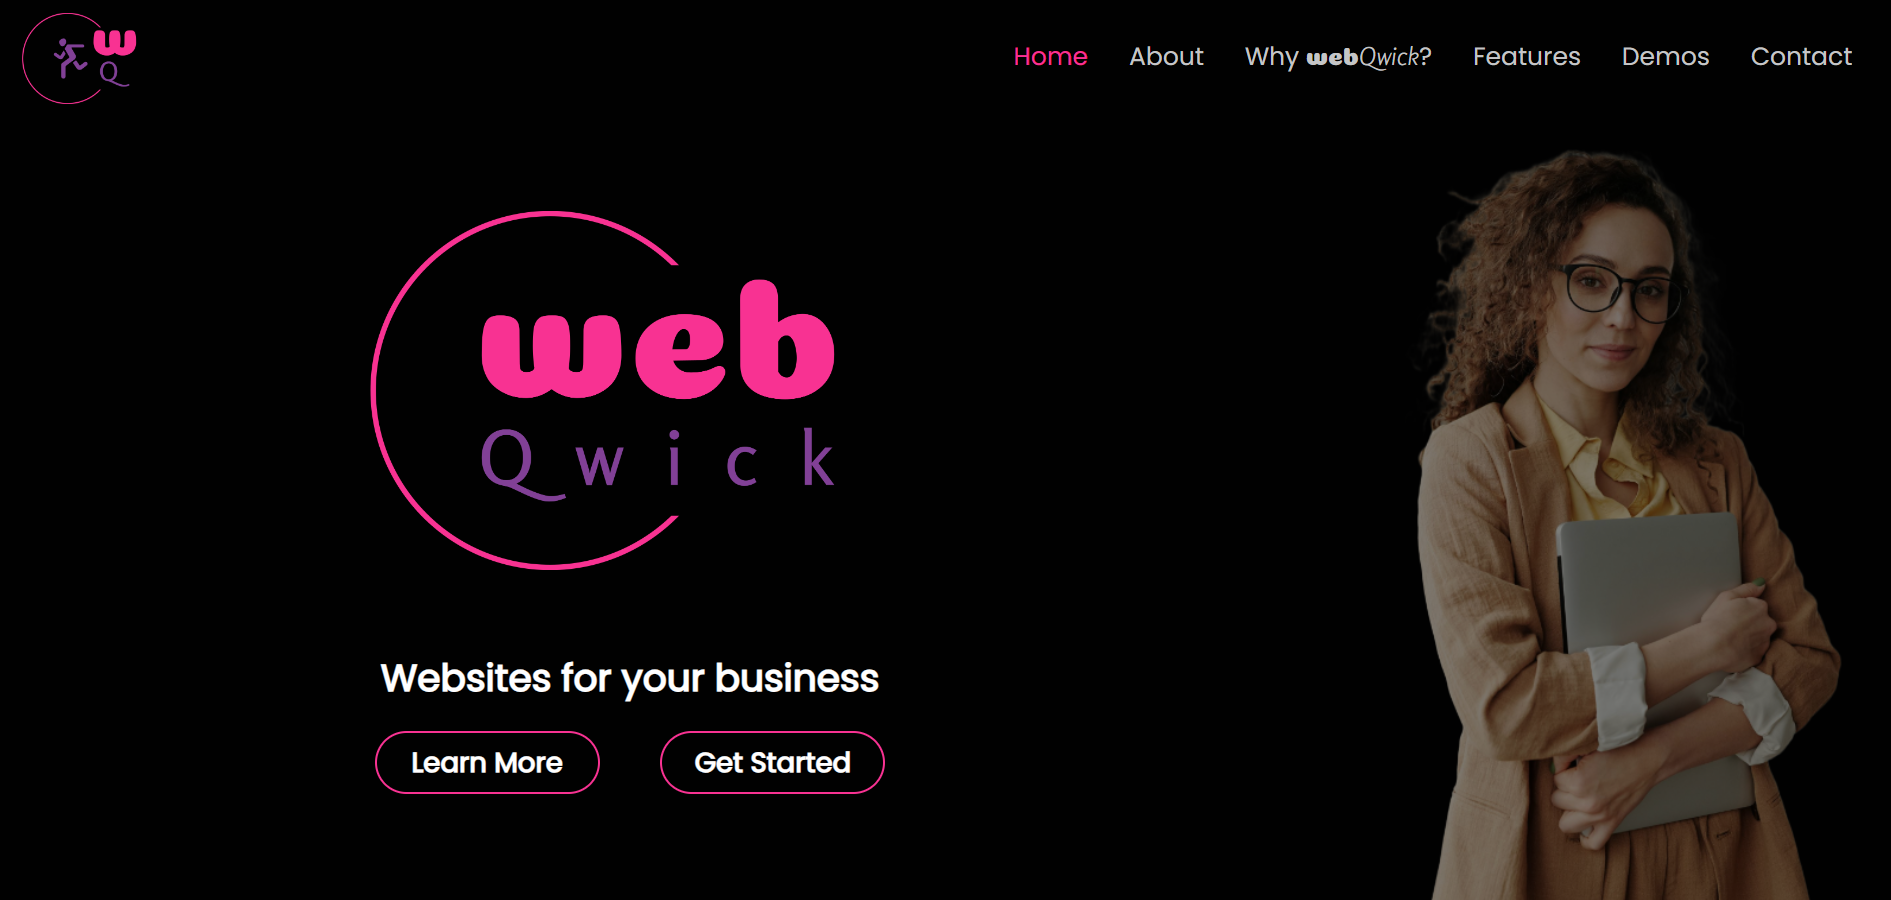 w
Q
Home About Why webQwick? Features Demos Contact
web
Qwick
Websites for your business
Learn More Get Started